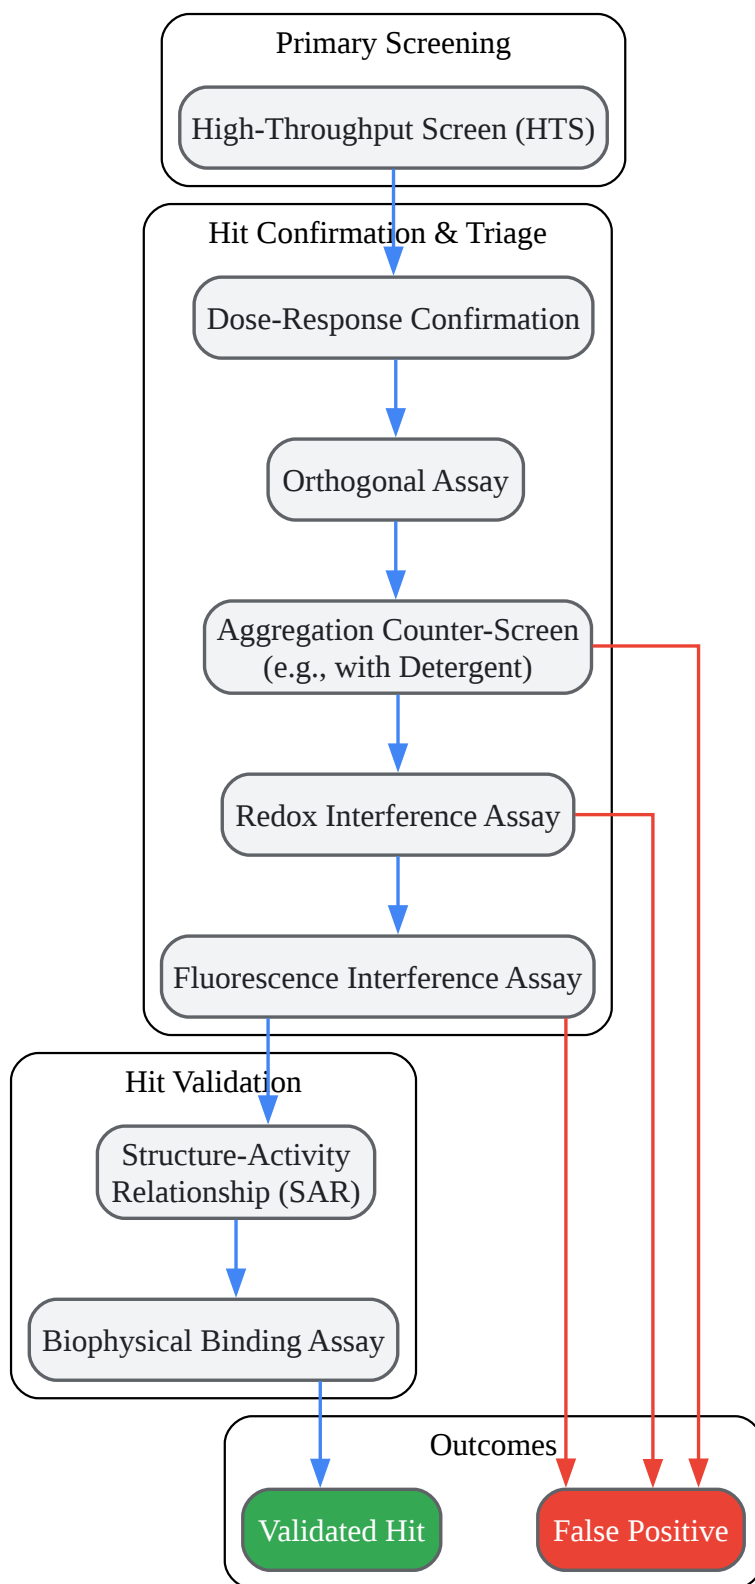 Primary Screening
High-Throughput Screen (HTS)
Hit Confirmation & Triage
Dose-Response Confirmation
Orthogonal Assay
Aggregation Counter-Screen
(e.g., with Detergent)
Redox Interference Assay
Fluorescence Interference Assay
Hit Validation
Structure-Activity
Relationship (SAR)
Biophysical Binding Assay
Outcomes
Validated Hit
False Positive